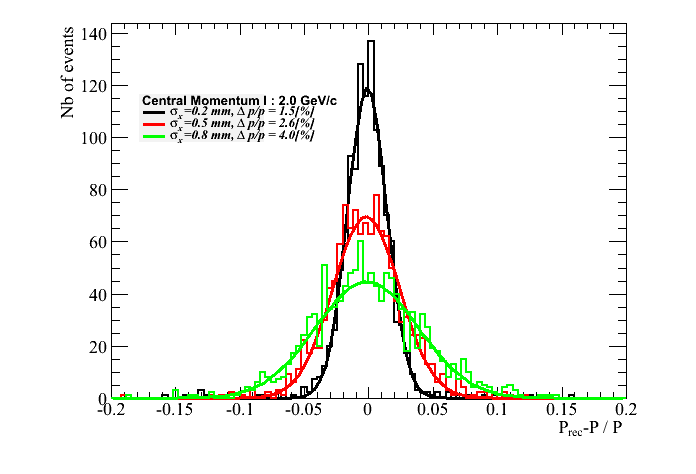 Nb of events
140
120
100
80
60
40
20
0
Central Momentum I : 2.0 GeV/c
σx=0.2 mm, Δ p/p = 1.5[%]
σx=0.5 mm, Δ p/p = 2.6[%]
σx=0.8 mm, Δ p/p = 4.0[%]
-0.2 -0.15 -0.1 -0.05 0 0.05 0.1 0.15 0.2
Prec-P / P